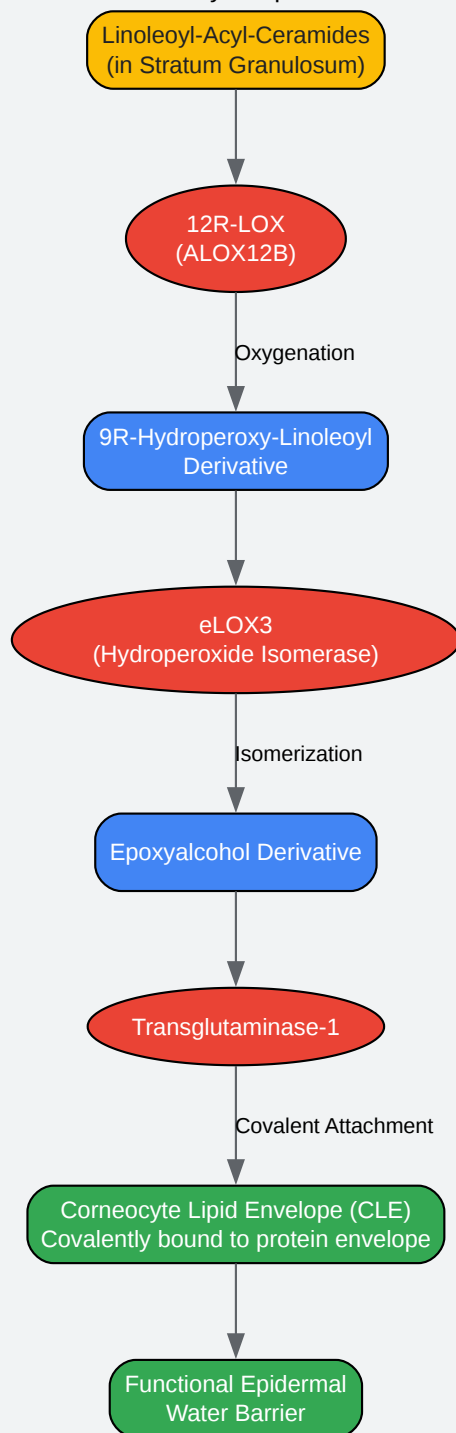 Linoleoyl-Acyl-Ceramides
(in Stratum Granulosum)
12R-LOX
(ALOX12B)
Oxygenation
9R-Hydroperoxy-Linoleoyl
Derivative
eLOX3
(Hydroperoxide Isomerase)
Isomerization
Epoxyalcohol Derivative
Transglutaminase-1
Covalent Attachment
Corneocyte Lipid Envelope (CLE)
Covalently bound to protein envelope
Functional Epidermal
Water Barrier